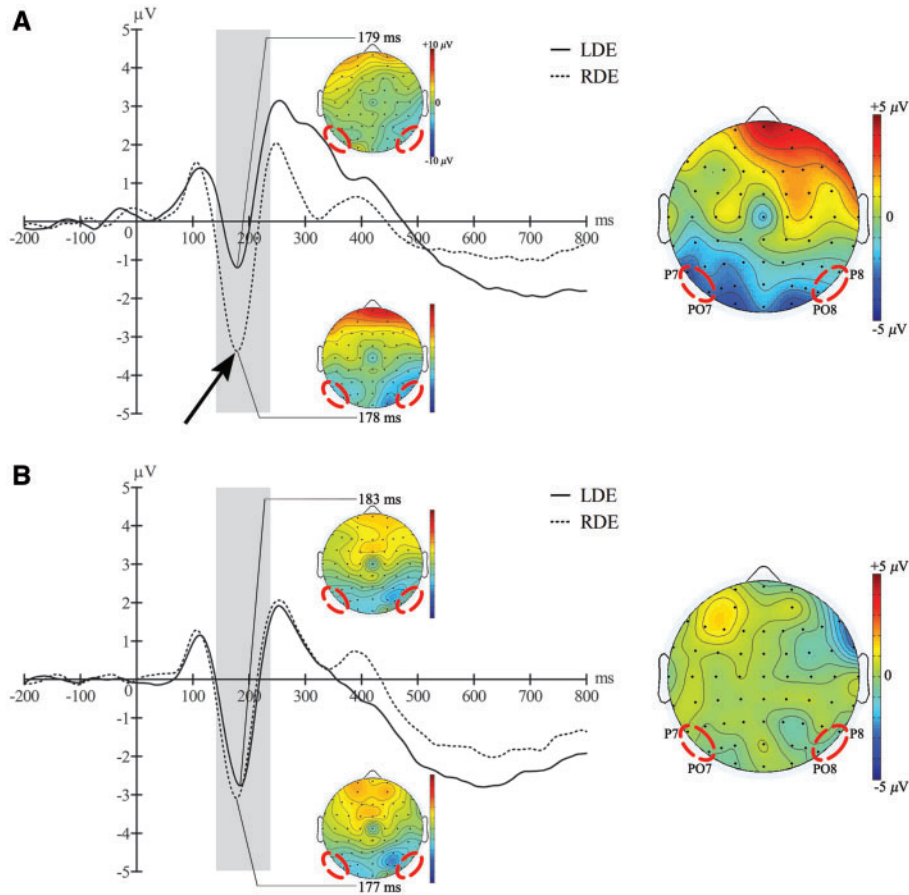 A
μV
5
4
3
2
1
0
-1
-2
-3
-4
-5
-200
-100
100
200
300
400
500
600
700
800
ms
179 ms
178 ms
+10 μV
0
-10 μV
LDE
RDE
+5 μV
0
-5 μV
P7
P8
PO7
PO8
B
μV
5
4
3
2
1
0
-1
-2
-3
-4
-5
-200
-100
100
200
300
400
500
600
700
800
ms
183 ms
177 ms
LDE
RDE
+5 μV
0
-5 μV
P7
P8
PO7
PO8